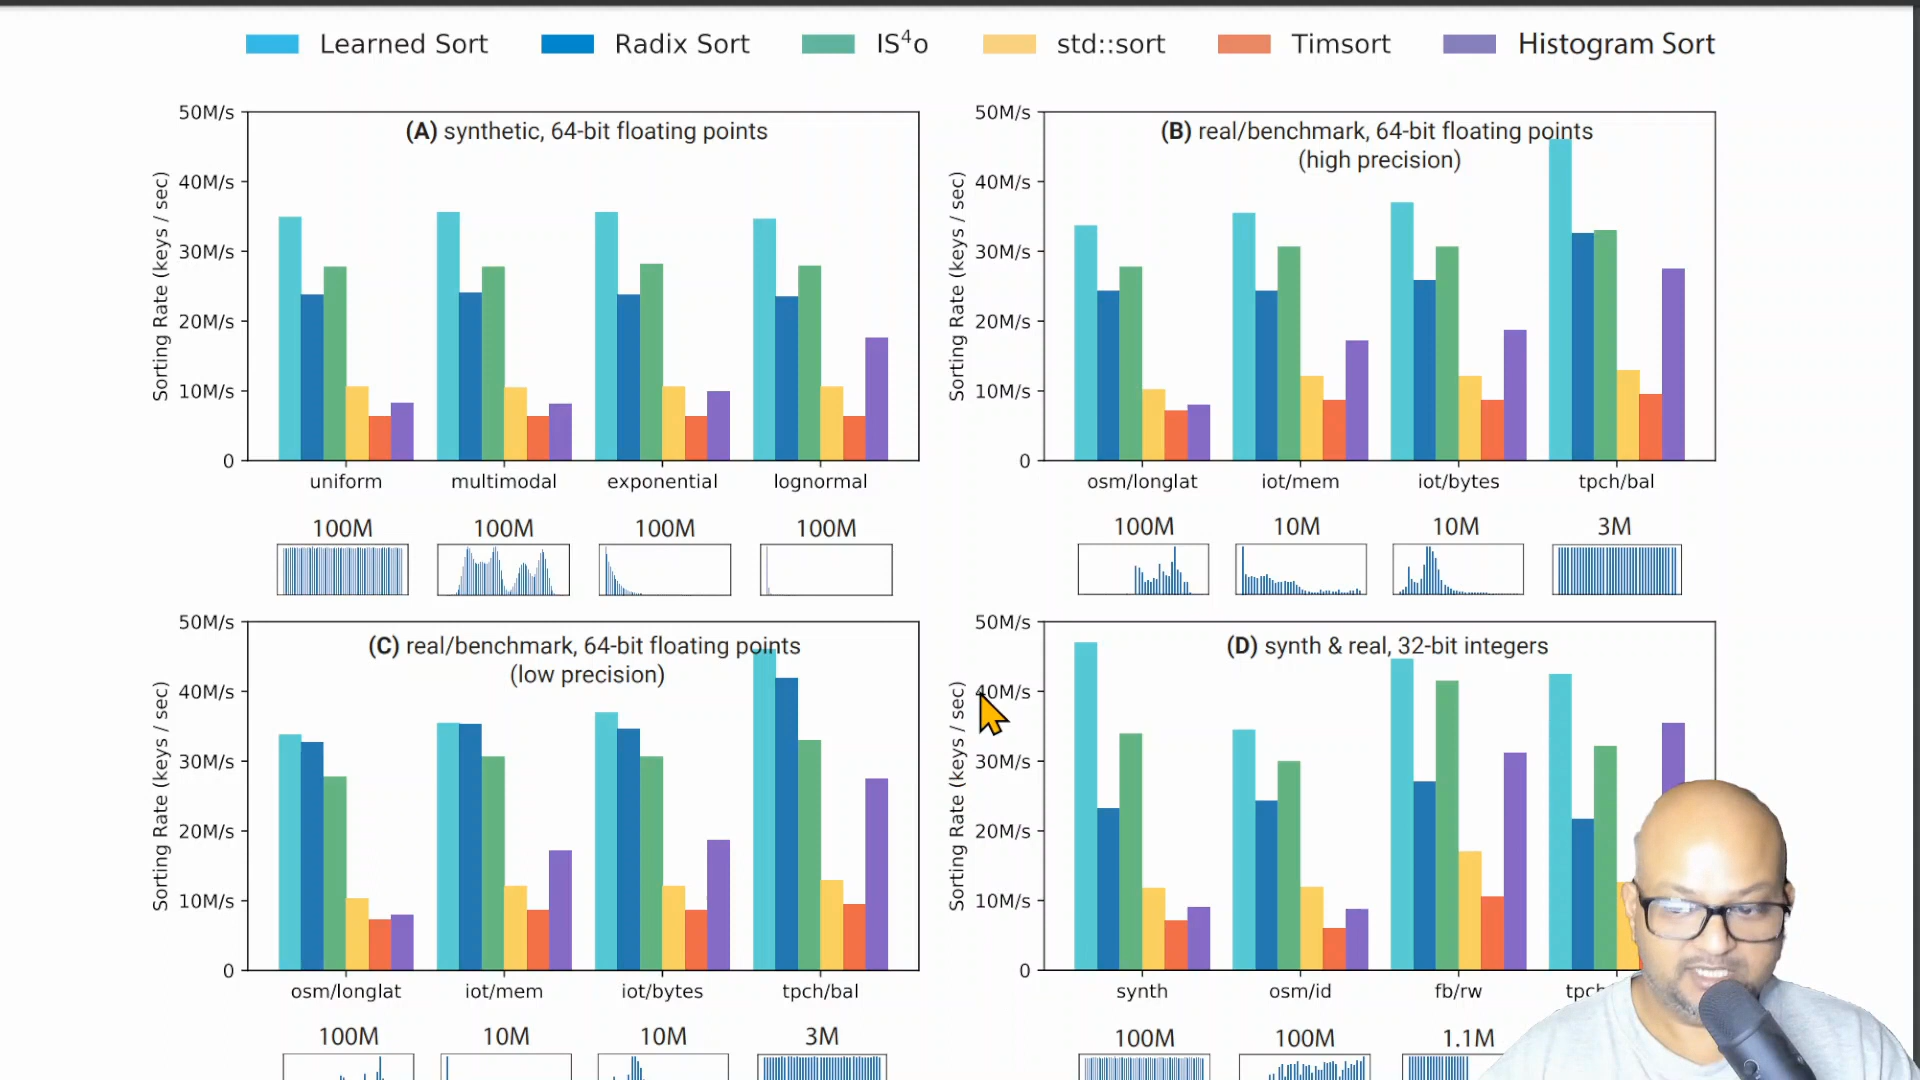 Learned Sort Radix Sort IS⁴o std::sort Timsort Histogram Sort
(A) synthetic, 64-bit floating points
50M/s
40M/s
30M/s
20M/s
10M/s
0
Sorting Rate (keys / sec)
uniform multimodal exponential lognormal
100M 100M 100M 100M
(B) real/benchmark, 64-bit floating points
(high precision)
50M/s
40M/s
30M/s
20M/s
10M/s
0
Sorting Rate (keys / sec)
osm/longlat iot/mem iot/bytes tpch/bal
100M 10M 10M 3M
(C) real/benchmark, 64-bit floating points
(low precision)
50M/s
40M/s
30M/s
20M/s
10M/s
0
Sorting Rate (keys / sec)
osm/longlat iot/mem iot/bytes tpch/bal
100M 10M 10M 3M
(D) synth & real, 32-bit integers
50M/s
40M/s
30M/s
20M/s
10M/s
0
Sorting Rate (keys / sec)
synth osm/id fb/rw
100M 100M 1.1M